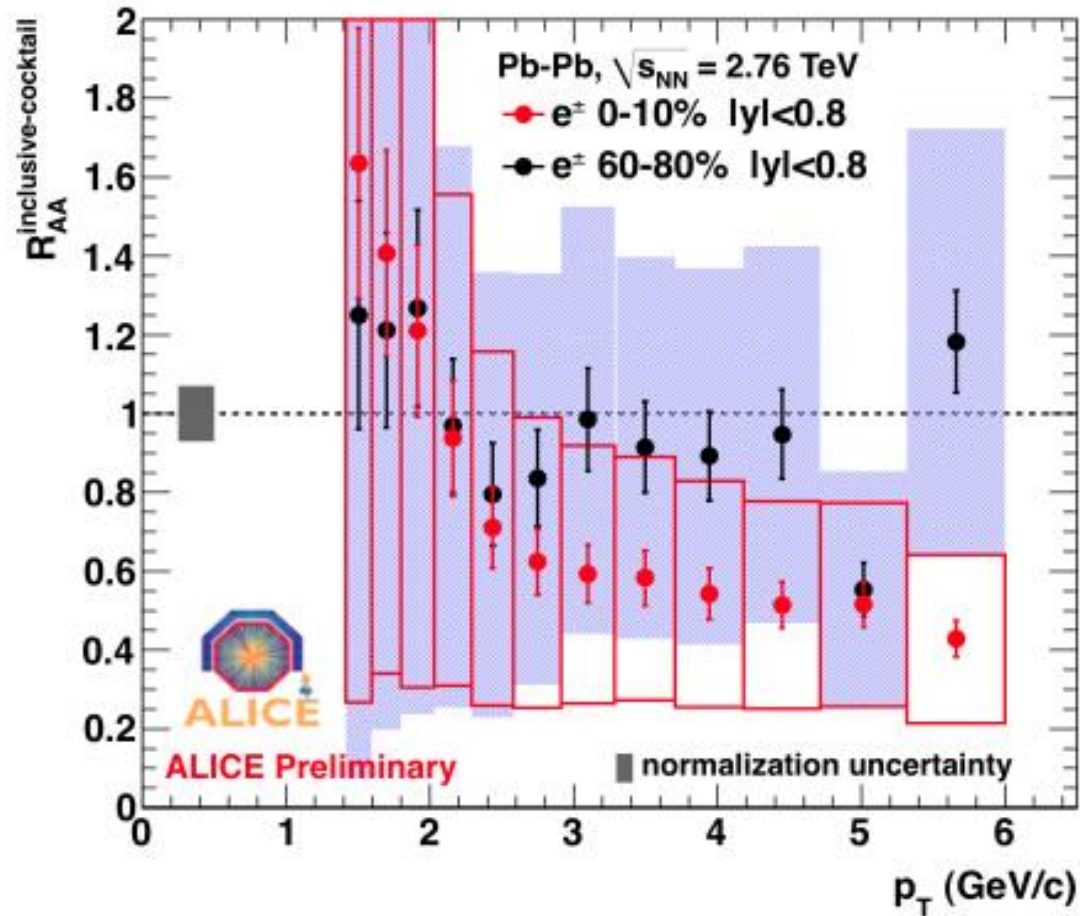 R_AA^inclusive-cocktail
2
1.8
1.6
1.4
1.2
1
0.8
0.6
0.4
0.2
0
Pb-Pb, √s_NN = 2.76 TeV
e± 0-10% |y|<0.8
e± 60-80% |y|<0.8
ALICE
ALICE Preliminary
normalization uncertainty
0 1 2 3 4 5 6
p_T (GeV/c)